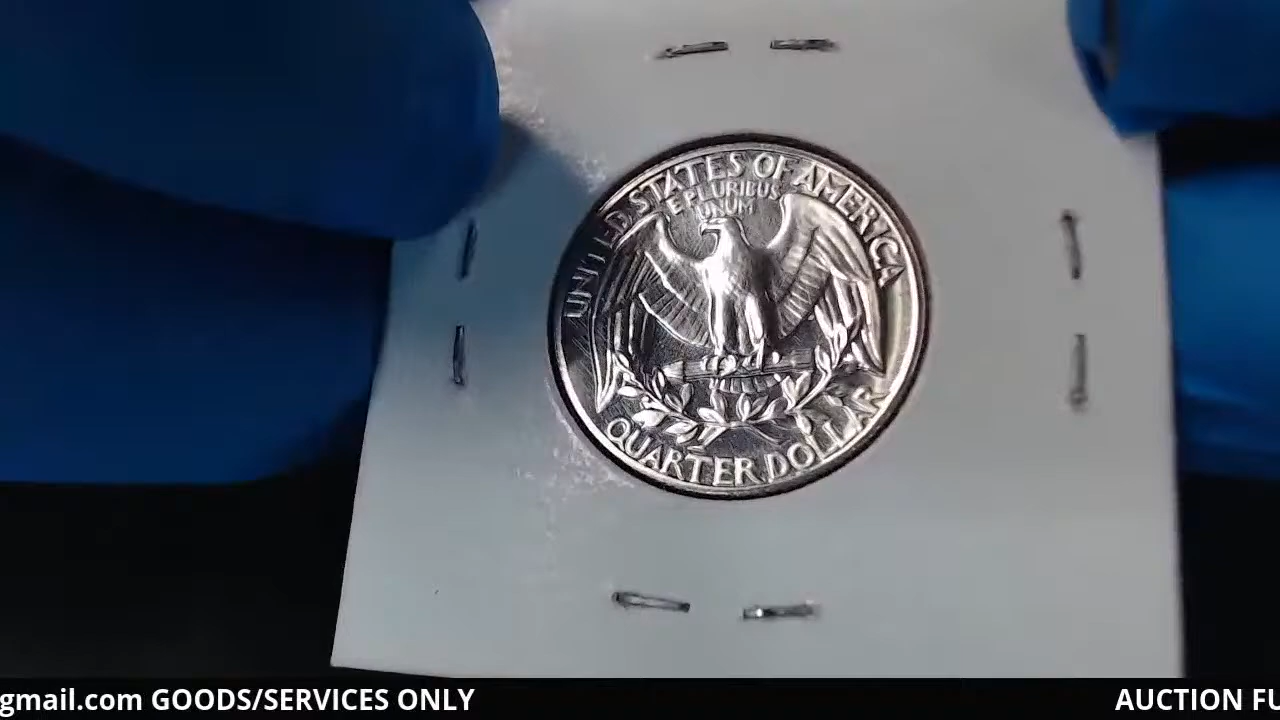 UNITED STATES OF AMERICA
E PLURIBUS
UNUM
QUARTER DOLLAR
gmail.com GOODS/SERVICES ONLY
AUCTION FU